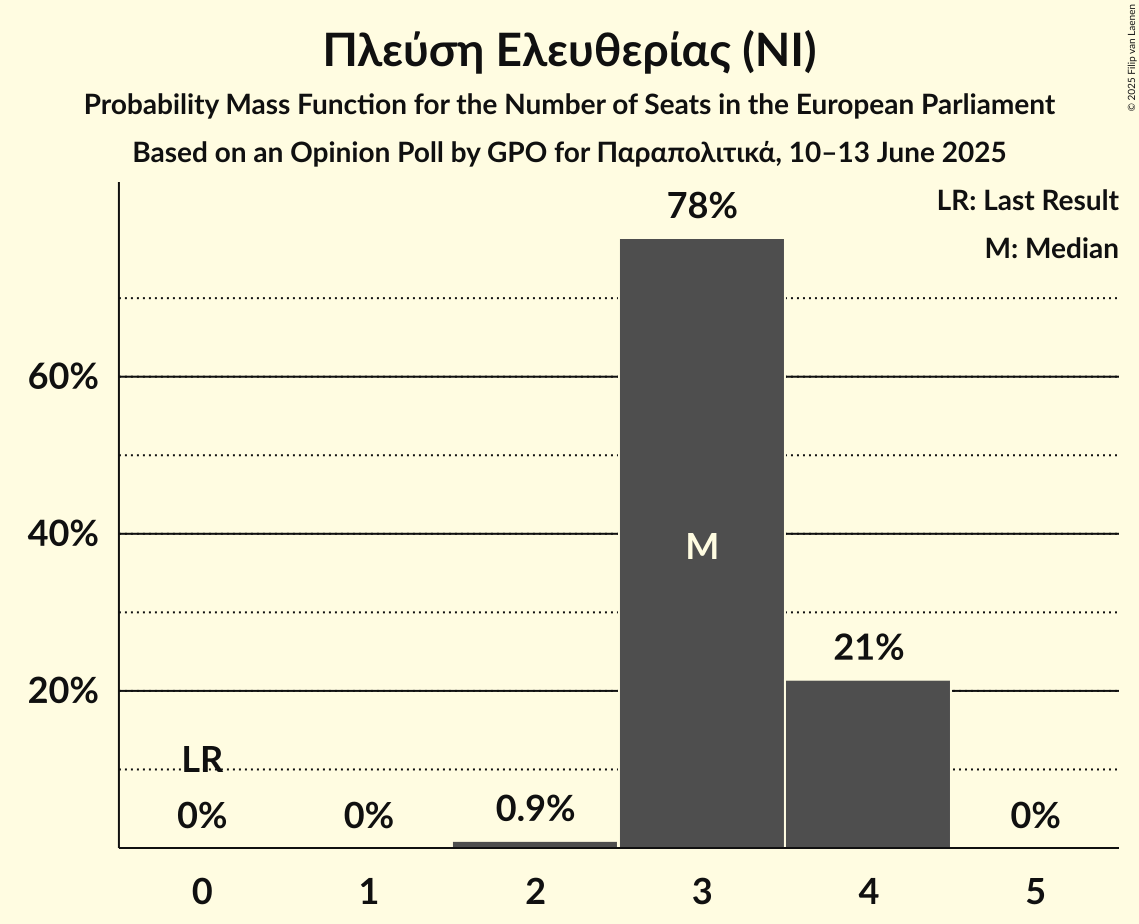 Πλεύση Ελευθερίας (NI)
Probability Mass Function for the Number of Seats in the European Parliament
Based on an Opinion Poll by GPO for Παραπολιτικά, 10–13 June 2025
© 2025 Filip van Laenen
LR: Last Result
M: Median
78%
60%
40%
M
21%
20%
LR
0%
0%
0.9%
0%
0
1
2
3
4
5